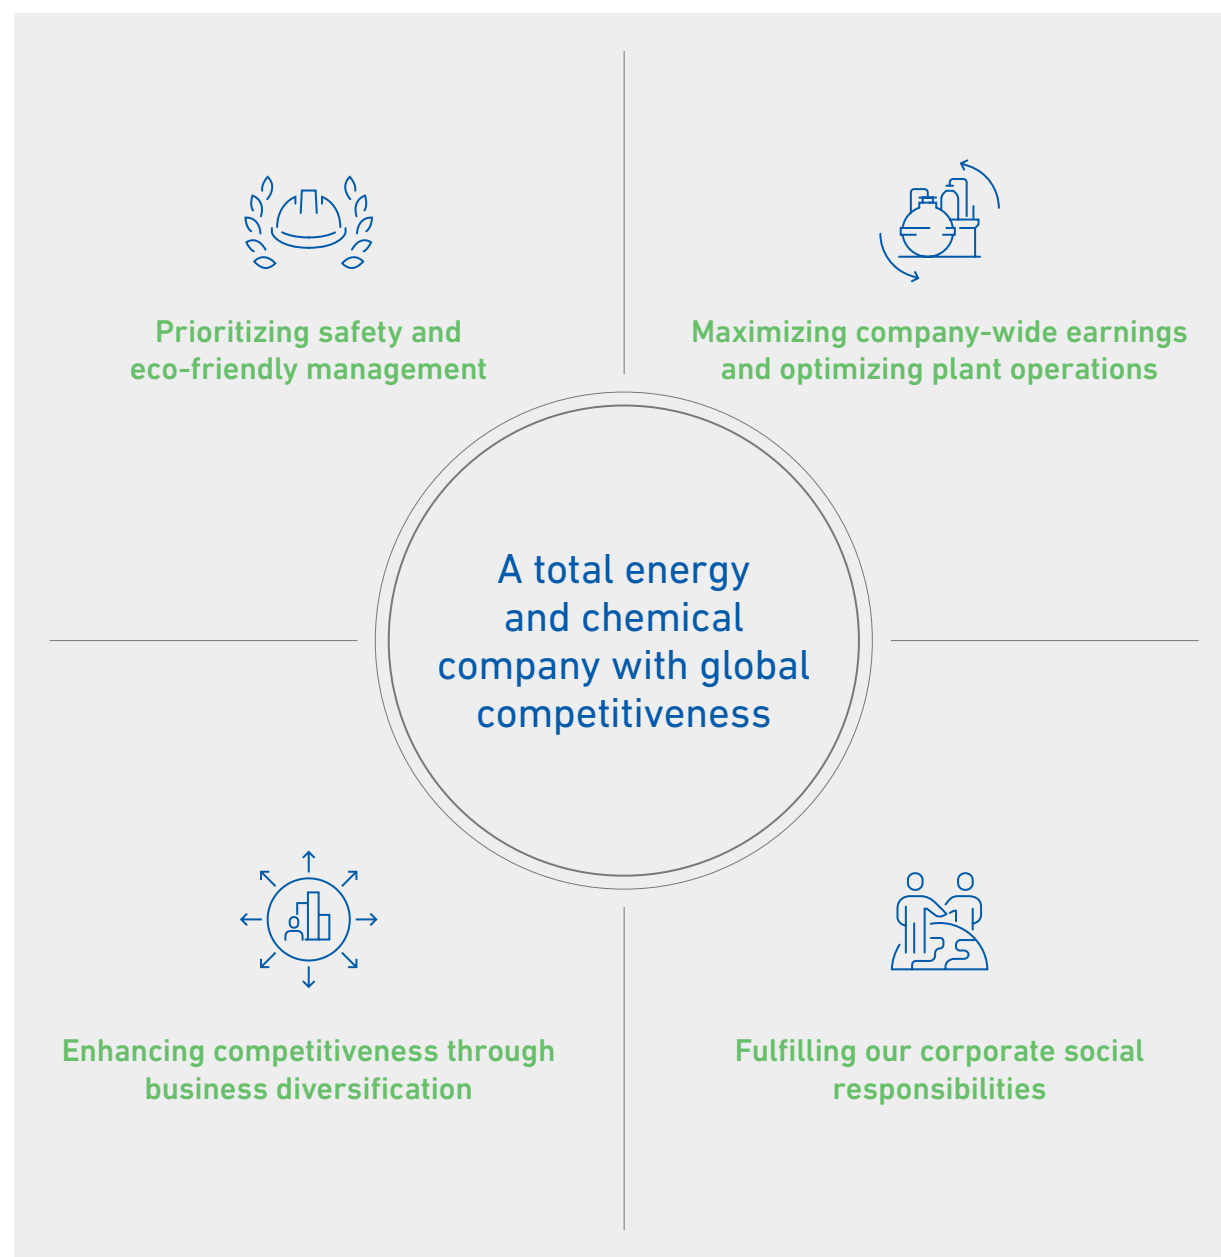 Prioritizing safety and
eco-friendly management
Maximizing company-wide earnings
and optimizing plant operations
A total energy
and chemical
company with global
competitiveness
Enhancing competitiveness through
business diversification
Fulfilling our corporate social
responsibilities